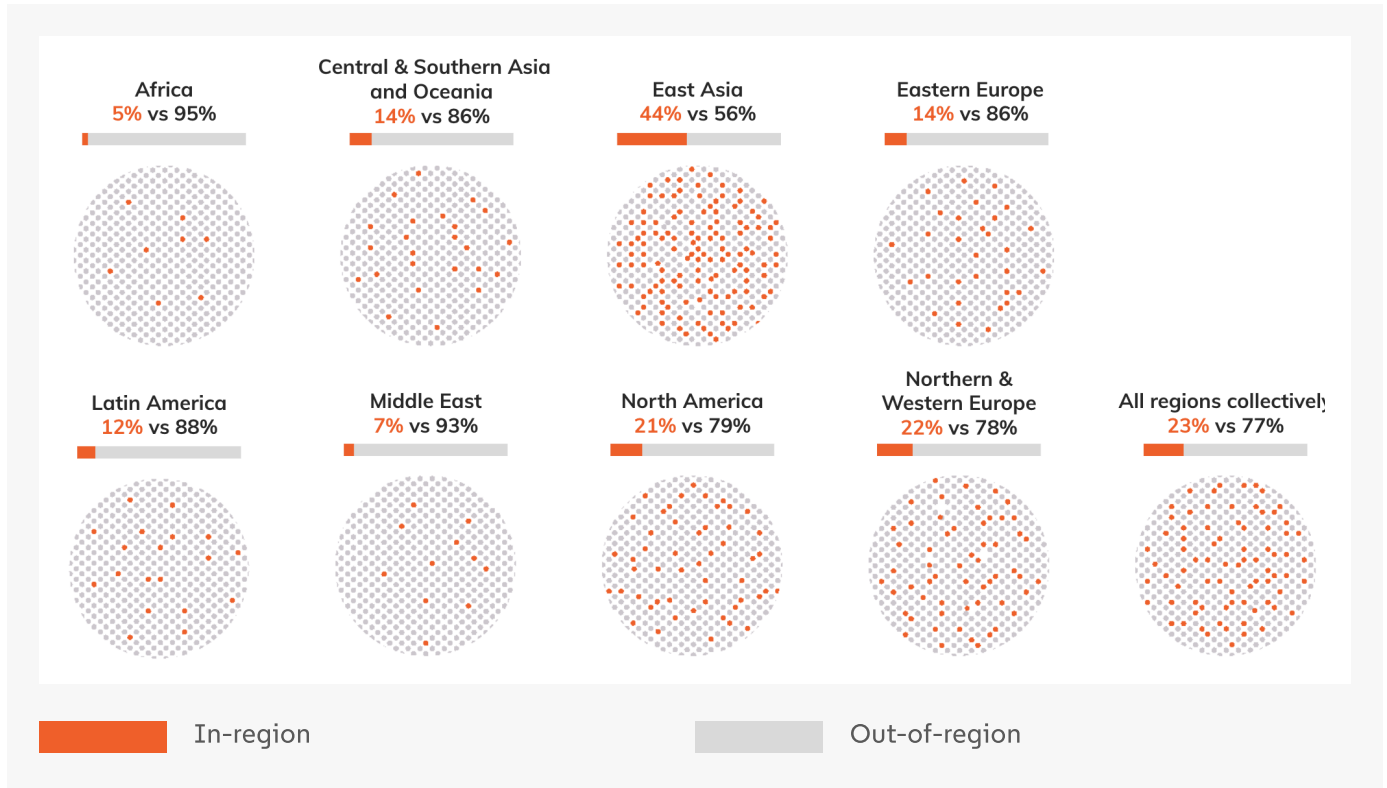 Africa
5% vs 95%
Central & Southern Asia
and Oceania
14% vs 86%
East Asia
44% vs 56%
Eastern Europe
14% vs 86%
Latin America
12% vs 88%
Middle East
7% vs 93%
North America
21% vs 79%
Northern &
Western Europe
22% vs 78%
All regions collectively
23% vs 77%
In-region
Out-of-region